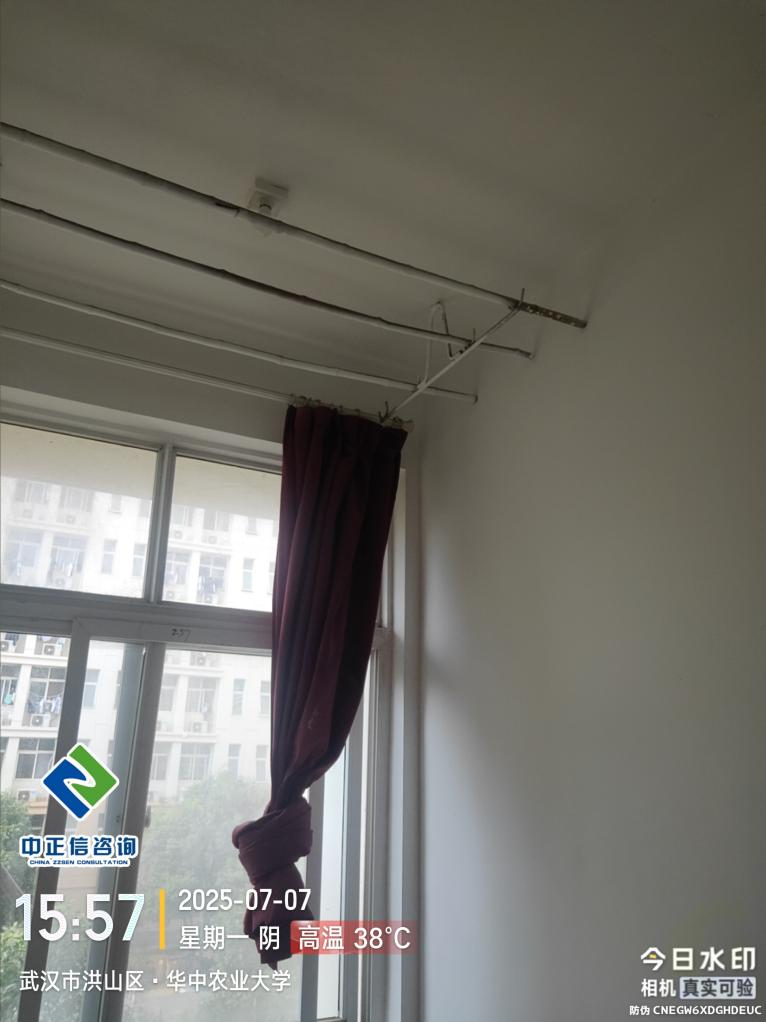 中正信咨询
CHINA ZZSEN CONSULTATION
15:57
2025-07-07
星期一 阴 高温 38°C
武汉市洪山区·华中农业大学
今日水印
相机 真实可验
防伪 CNEGW6XDGHDEUC